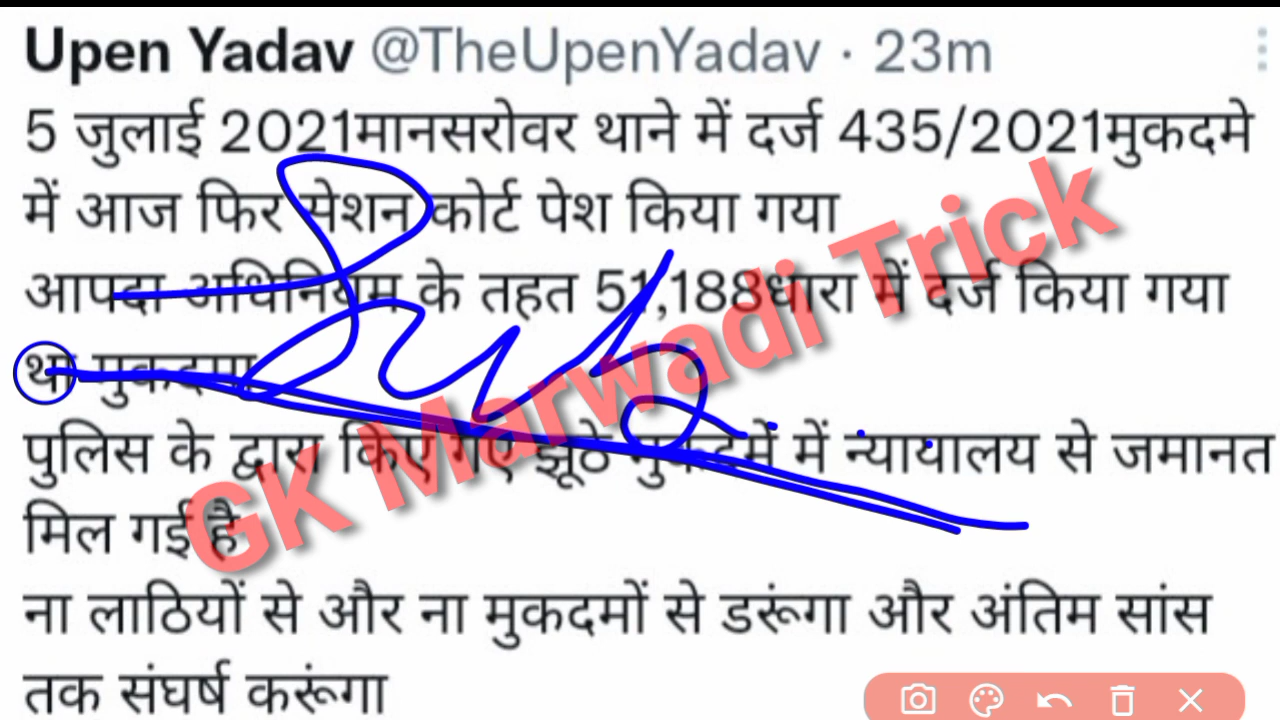 Upen Yadav @TheUpenYadav · 23m
5 जुलाई 2021मानसरोवर थाने में दर्ज 435/2021मुकदमे
में आज फिर सेशन कोर्ट पेश किया गया
आपदा अधिनियम के तहत 51,188धारा में दर्ज किया गया
था मुकदमा
पुलिस के द्वारा किए गए झूठे मुकदमें में न्यायालय से जमानत
मिल गई है
ना लाठियों से और ना मुकदमों से डरूंगा और अंतिम सांस
तक संघर्ष करूंगा
GK Marwadi Trick